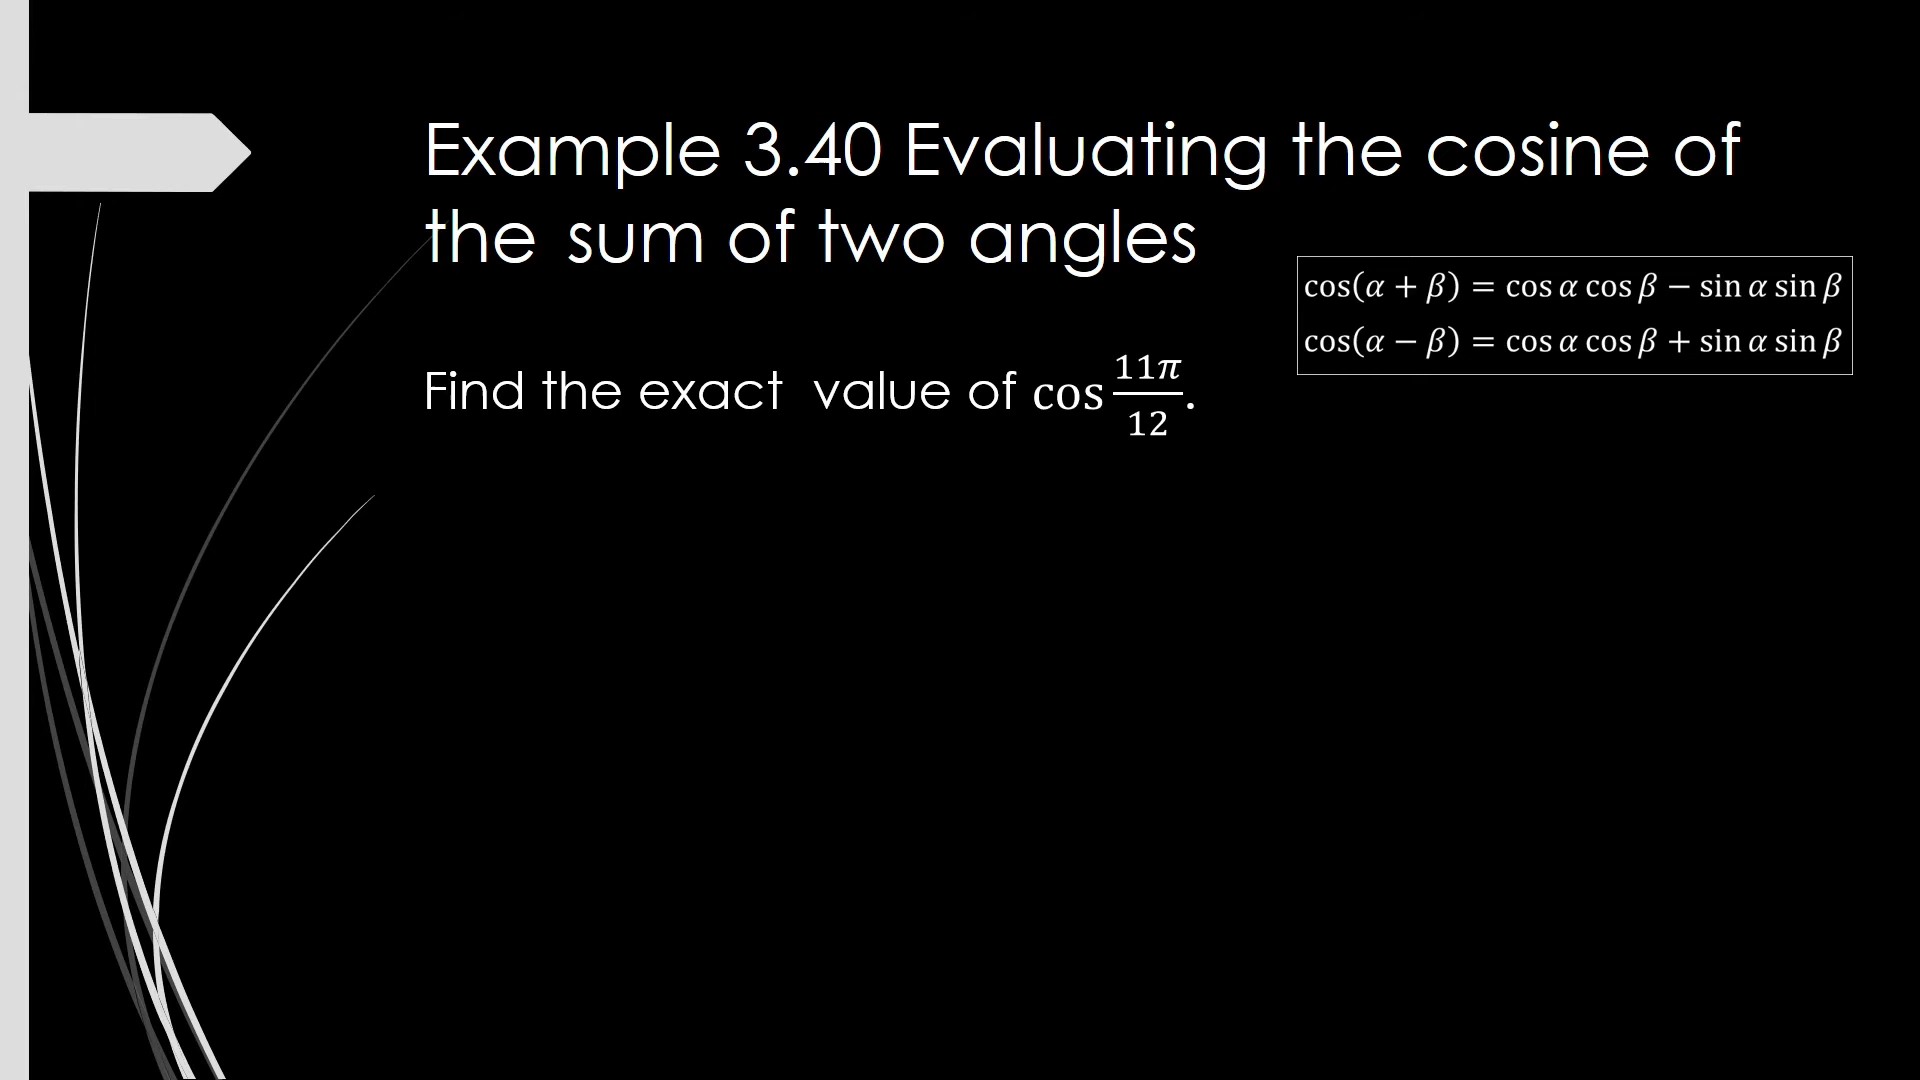 Example 3.40 Evaluating the cosine of
the sum of two angles
cos(α + β) = cos α cos β − sin α sin β
cos(α − β) = cos α cos β + sin α sin β
Find the exact value of cos 11π/12.